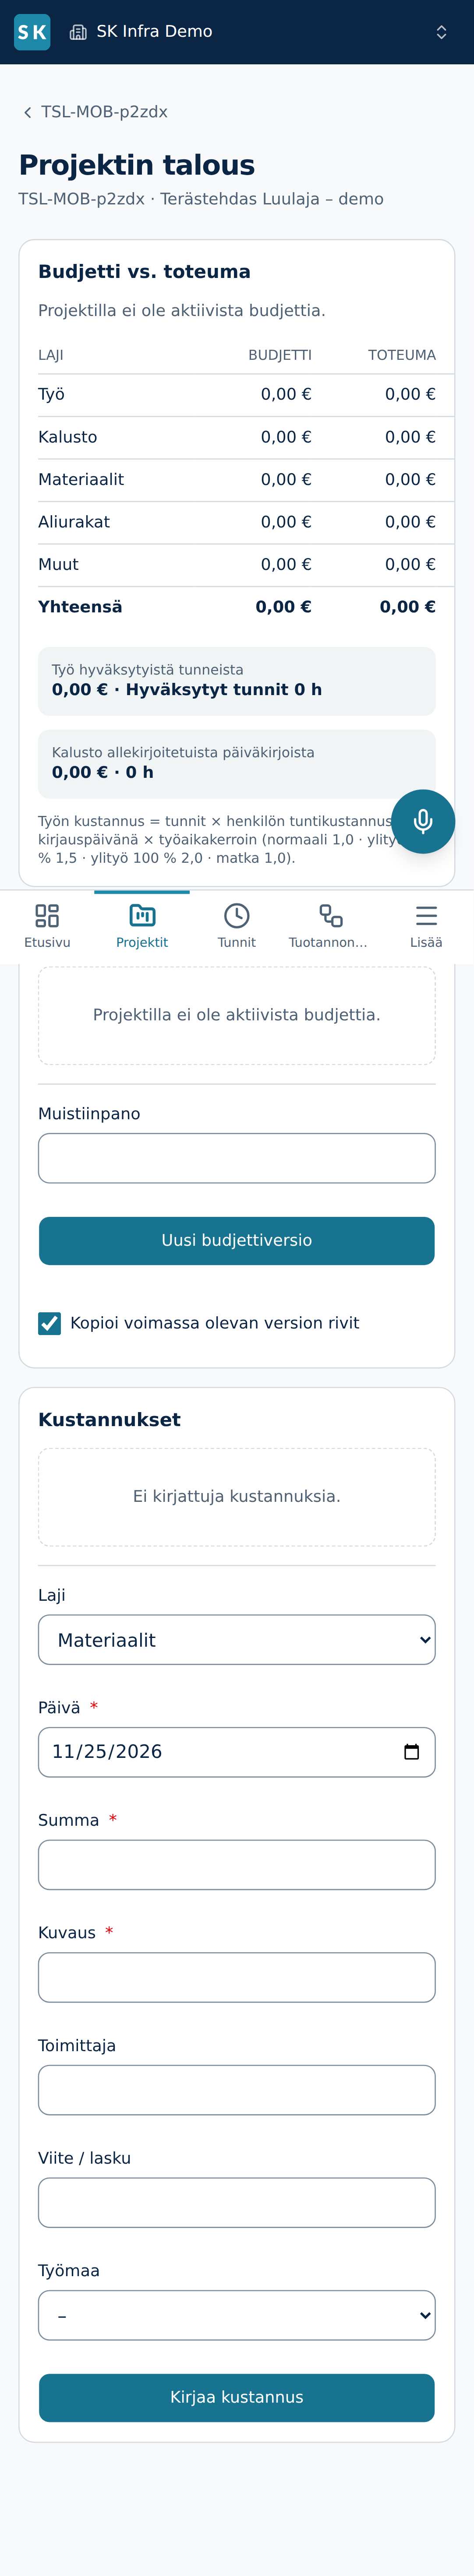 SK SK Infra Demo
TSL-MOB-p2zdx
Projektin talous
TSL-MOB-p2zdx · Terästehdas Luulaja – demo
Budjetti vs. toteuma
Projektilla ei ole aktiivista budjettia.
LAJI BUDJETTI TOTEUMA
Työ 0,00 € 0,00 €
Kalusto 0,00 € 0,00 €
Materiaalit 0,00 € 0,00 €
Aliurakat 0,00 € 0,00 €
Muut 0,00 € 0,00 €
Yhteensä 0,00 € 0,00 €
Työ hyväksytyistä tunneista
0,00 € · Hyväksytyt tunnit 0 h
Kalusto allekirjoitetuista päiväkirjoista
0,00 € · 0 h
Työn kustannus = tunnit × henkilön tuntikustannus
kirjauspäivänä × työaikakerroin (normaali 1,0 ·
% 1,5 · ylityö 100 % 2,0 · matka 1,0).
Etusivu Projektit Tunnit Tuotannon… Lisää
Projektilla ei ole aktiivista budjettia.
Muistiinpano
Uusi budjettiversio
Kopioi voimassa olevan version rivit
Kustannukset
Ei kirjattuja kustannuksia.
Laji
Materiaalit
Päivä *
11/25/2026
Summa *
Kuvaus *
Toimittaja
Viite / lasku
Työmaa
–
Kirjaa kustannus